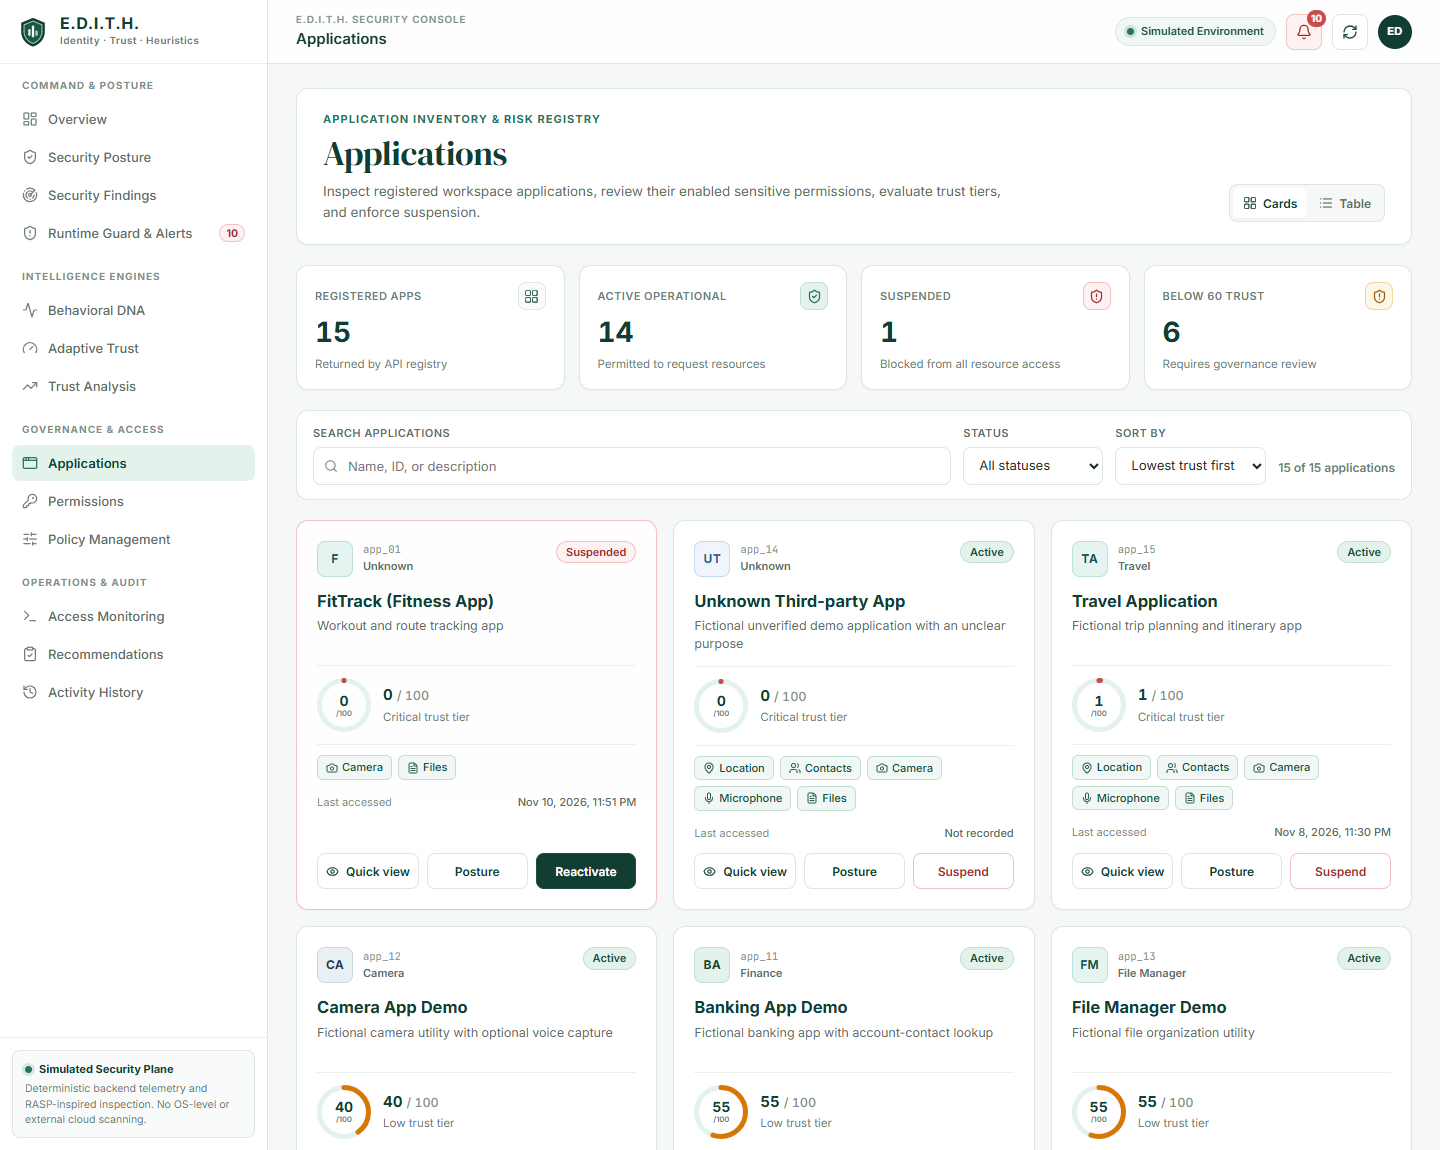 E.D.I.T.H.
Identity · Trust · Heuristics
COMMAND & POSTURE
Overview
Security Posture
Security Findings
Runtime Guard & Alerts 10
INTELLIGENCE ENGINES
Behavioral DNA
Adaptive Trust
Trust Analysis
GOVERNANCE & ACCESS
Applications
Permissions
Policy Management
OPERATIONS & AUDIT
Access Monitoring
Recommendations
Activity History
Simulated Security Plane
Deterministic backend telemetry and
RASP-inspired inspection. No OS-level or
external cloud scanning.
E.D.I.T.H. SECURITY CONSOLE
Applications
Simulated Environment
10
ED
APPLICATION INVENTORY & RISK REGISTRY
Applications
Inspect registered workspace applications, review their enabled sensitive permissions, evaluate trust tiers,
and enforce suspension.
Cards Table
REGISTERED APPS
15
Returned by API registry
ACTIVE OPERATIONAL
14
Permitted to request resources
SUSPENDED
1
Blocked from all resource access
BELOW 60 TRUST
6
Requires governance review
SEARCH APPLICATIONS
Name, ID, or description
STATUS
All statuses
SORT BY
Lowest trust first
15 of 15 applications
F
app_01
Unknown
Suspended
FitTrack (Fitness App)
Workout and route tracking app
0
/100
0 / 100
Critical trust tier
Camera Files
Last accessed Nov 10, 2026, 11:51 PM
Quick view Posture Reactivate
UT
app_14
Unknown
Active
Unknown Third-party App
Fictional unverified demo application with an unclear
purpose
0
/100
0 / 100
Critical trust tier
Location Contacts Camera
Microphone Files
Last accessed Not recorded
Quick view Posture Suspend
TA
app_15
Travel
Active
Travel Application
Fictional trip planning and itinerary app
1
/100
1 / 100
Critical trust tier
Location Contacts Camera
Microphone Files
Last accessed Nov 8, 2026, 11:30 PM
Quick view Posture Suspend
CA
app_12
Camera
Active
Camera App Demo
Fictional camera utility with optional voice capture
40
/100
40 / 100
Low trust tier
BA
app_11
Finance
Active
Banking App Demo
Fictional banking app with account-contact lookup
55
/100
55 / 100
Low trust tier
FM
app_13
File Manager
Active
File Manager Demo
Fictional file organization utility
55
/100
55 / 100
Low trust tier